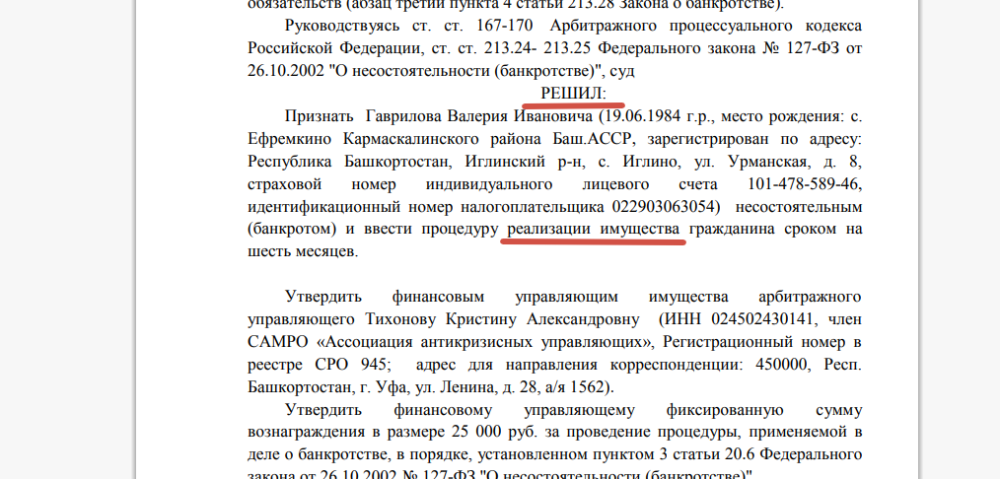 обязательств (абзац третий пункта 4 статьи 213.28 Закона о банкротстве).
Руководствуясь ст. ст. 167-170 Арбитражного процессуального кодекса
Российской Федерации, ст. ст. 213.24- 213.25 Федерального закона № 127-ФЗ от
26.10.2002 "О несостоятельности (банкротстве)", суд
РЕШИЛ:
Признать Гаврилова Валерия Ивановича (19.06.1984 г.р., место рождения: с.
Ефремкино Кармаскалинского района Баш.АССР, зарегистрирован по адресу:
Республика Башкортостан, Иглинский р-н, с. Иглино, ул. Урманская, д. 8,
страховой номер индивидуального лицевого счета 101-478-589-46,
идентификационный номер налогоплательщика 022903063054) несостоятельным
(банкротом) и ввести процедуру реализации имущества гражданина сроком на
шесть месяцев.
Утвердить финансовым управляющим имущества арбитражного
управляющего Тихонову Кристину Александровну (ИНН 024502430141, член
САМРО «Ассоциация антикризисных управляющих», Регистрационный номер в
реестре СРО 945; адрес для направления корреспонденции: 450000, Респ.
Башкортостан, г. Уфа, ул. Ленина, д. 28, а/я 1562).
Утвердить финансовому управляющему фиксированную сумму
вознаграждения в размере 25 000 руб. за проведение процедуры, применяемой в
деле о банкротстве, в порядке, установленном пунктом 3 статьи 20.6 Федерального
закона от 26.10.2002 № 127-ФЗ "О несостоятельности (банкротстве)"